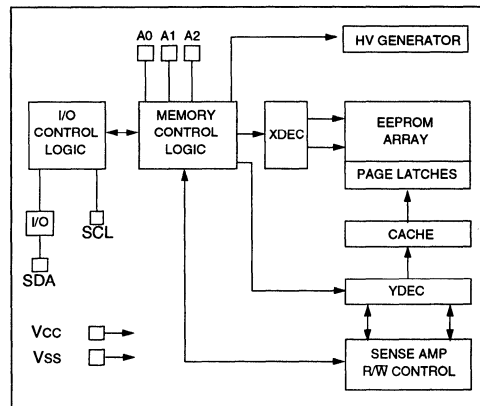 A0 A1 A2
HV GENERATOR
I/O
CONTROL
LOGIC
MEMORY
CONTROL
LOGIC
XDEC
EEPROM
ARRAY
PAGE LATCHES
I/O
SCL
CACHE
SDA
YDEC
Vcc
Vss
SENSE AMP
R/W̅ CONTROL